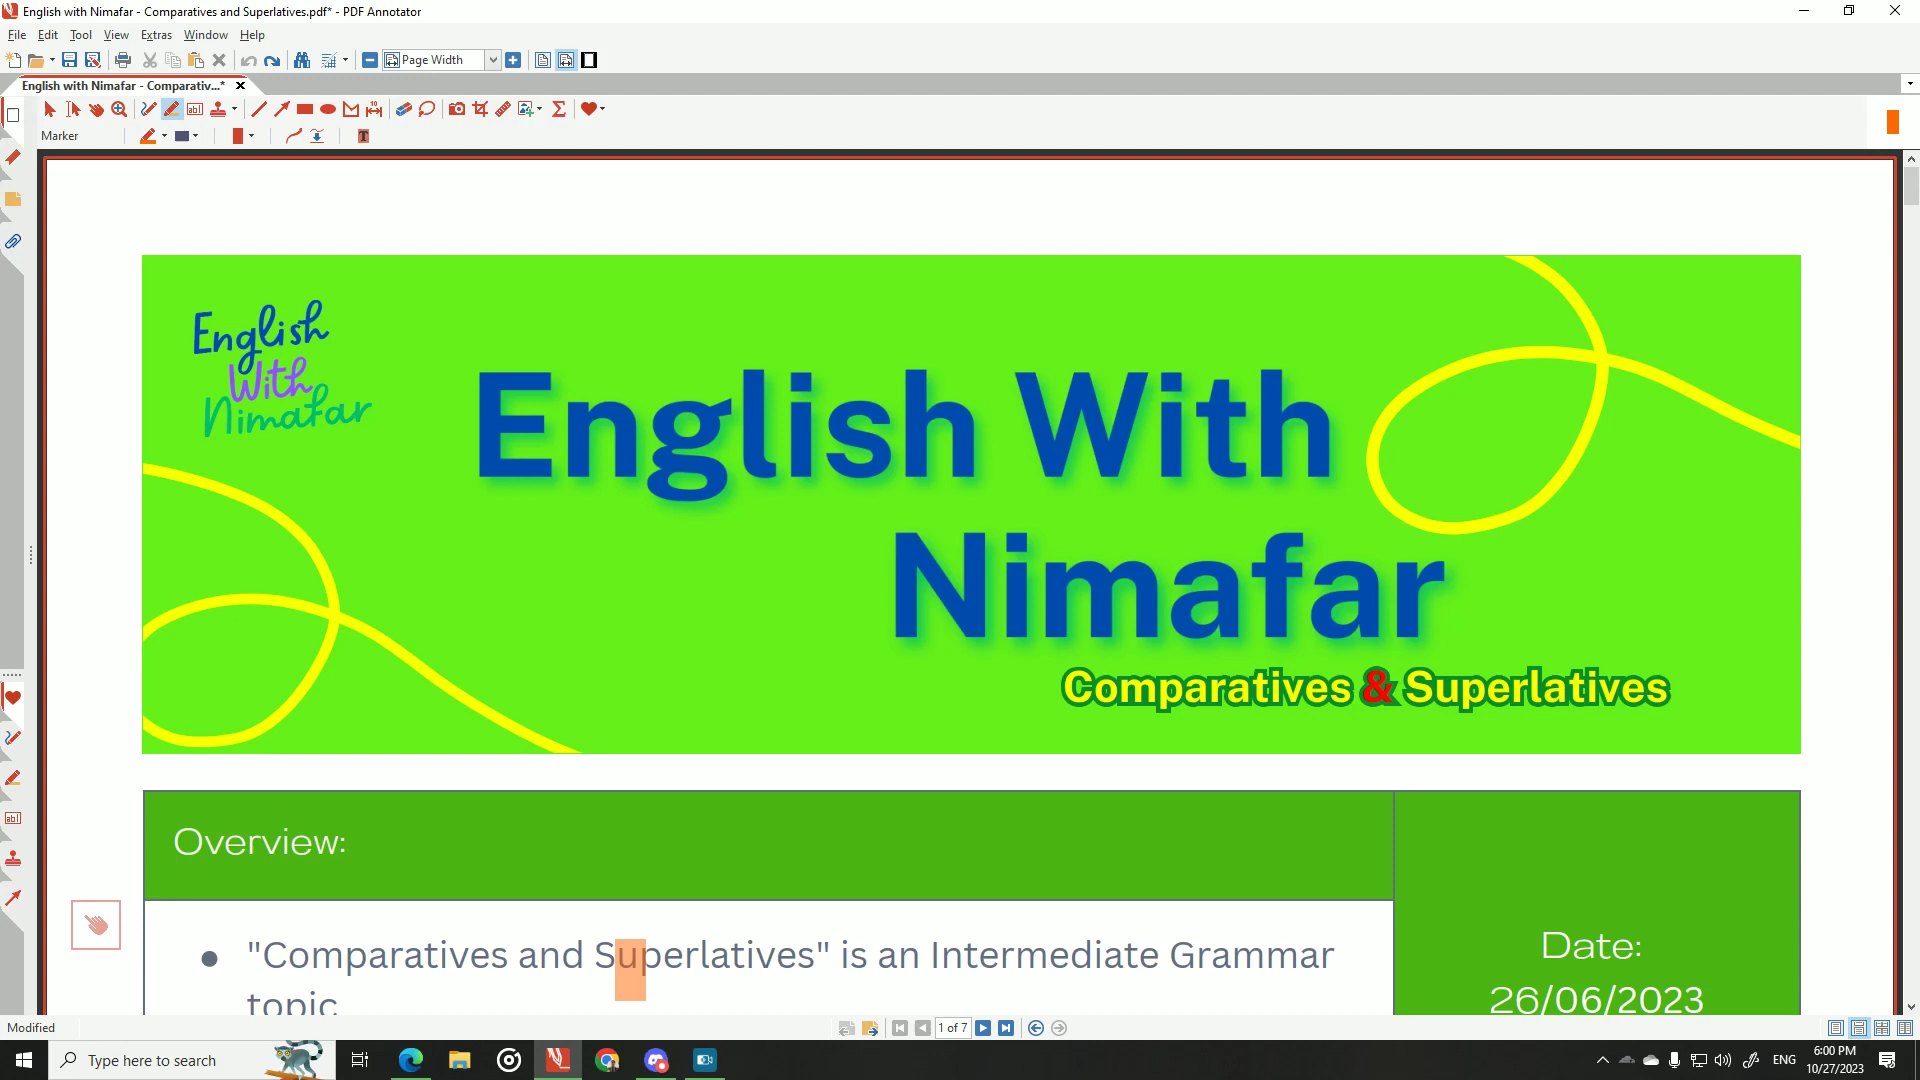 English with Nimafar - Comparatives and Superlatives.pdf* - PDF Annotator
File Edit Tool View Extras Window Help
Page Width
English with Nimafar - Comparativ...*
Marker
English
With
Nimafar
English With
Nimafar
Comparatives & Superlatives
Overview:
"Comparatives and Superlatives" is an Intermediate Grammar
topic
Date:
26/06/2023
Modified
1 of 7
Type here to search
ENG
6:00 PM
10/27/2023